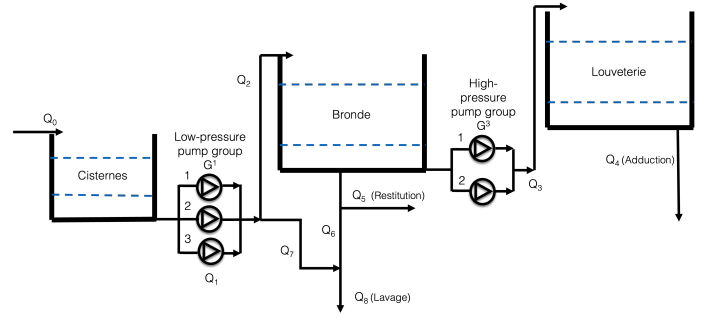 Q0
Cisternes
Low-pressure
pump group
G1
1
2
3
Q1
Q2
Q7
Bronde
Q5 (Restitution)
Q6
Q8 (Lavage)
High-
pressure
pump group
G3
1
2
Q3
Louveterie
Q4 (Adduction)